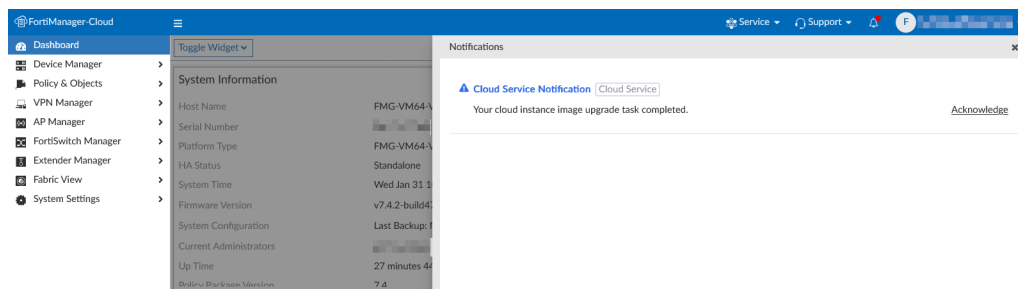 FortiManager-Cloud
Service
Support
F
Dashboard
Device Manager
Policy & Objects
VPN Manager
AP Manager
FortiSwitch Manager
Extender Manager
Fabric View
System Settings
Toggle Widget
System Information
Host Name FMG-VM64-V
Serial Number
Platform Type FMG-VM64-V
HA Status Standalone
System Time Wed Jan 31 1
Firmware Version v7.4.2-build47
System Configuration Last Backup:
Current Administrators
Up Time 27 minutes 44
Policy Package Version 7.4
Notifications
Cloud Service Notification Cloud Service
Your cloud instance image upgrade task completed. Acknowledge